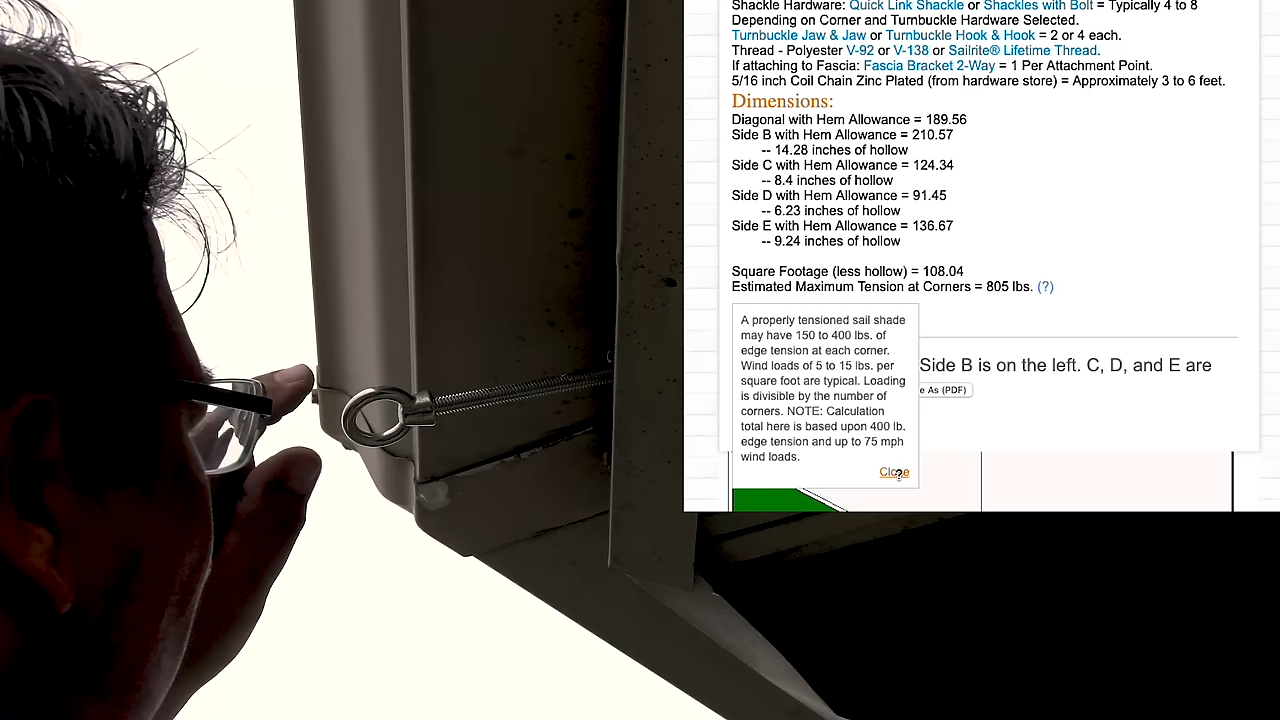 Shackle Hardware: Quick Link Shackle or Shackles with Bolt = Typically 4 to 8
Depending on Corner and Turnbuckle Hardware Selected.
Turnbuckle Jaw & Jaw or Turnbuckle Hook & Hook = 2 or 4 each.
Thread - Polyester V-92 or V-138 or Sailrite® Lifetime Thread.
If attaching to Fascia: Fascia Bracket 2-Way = 1 Per Attachment Point.
5/16 inch Coil Chain Zinc Plated (from hardware store) = Approximately 3 to 6 feet.
Dimensions:
Diagonal with Hem Allowance = 189.56
Side B with Hem Allowance = 210.57
-- 14.28 inches of hollow
Side C with Hem Allowance = 124.34
-- 8.4 inches of hollow
Side D with Hem Allowance = 91.45
-- 6.23 inches of hollow
Side E with Hem Allowance = 136.67
-- 9.24 inches of hollow
Square Footage (less hollow) = 108.04
Estimated Maximum Tension at Corners = 805 lbs. (?)
A properly tensioned sail shade
may have 150 to 400 lbs. of
edge tension at each corner.
Wind loads of 5 to 15 lbs. per
square foot are typical. Loading
is divisible by the number of
corners. NOTE: Calculation
total here is based upon 400 lb.
edge tension and up to 75 mph
wind loads.
Close
Side B is on the left. C, D, and E are
e As (PDF)